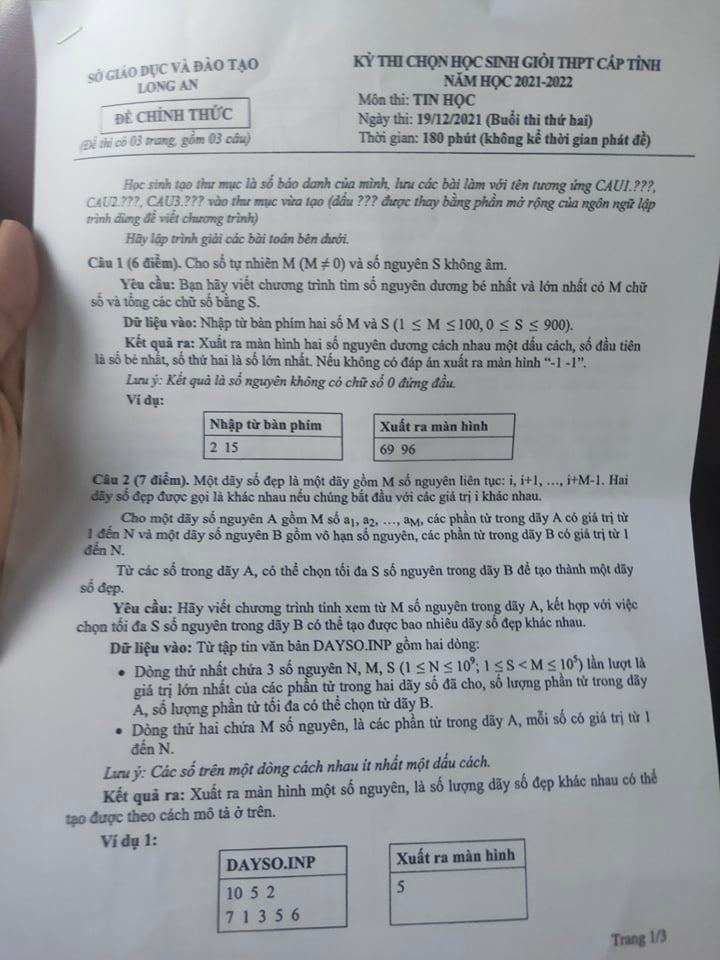 SỞ GIÁO DỤC VÀ ĐÀO TẠO
LONG AN
ĐỀ CHÍNH THỨC
(Đề thi có 03 trang, gồm 03 câu)
KỲ THI CHỌN HỌC SINH GIỎI THPT CẤP TỈNH
NĂM HỌC 2021-2022
Môn thi: TIN HỌC
Ngày thi: 19/12/2021 (Buổi thi thứ hai)
Thời gian: 180 phút (không kể thời gian phát đề)
Học sinh tạo thư mục là số báo danh của mình, lưu các bài làm với tên tương ứng CAU1.???,
CAU2.???, CAU3.??? vào thư mục vừa tạo (dấu ??? được thay bằng phần mở rộng của ngôn ngữ lập
trình dùng để viết chương trình)
Hãy lập trình giải các bài toán bên dưới.
Câu 1 (6 điểm). Cho số tự nhiên M (M ≠ 0) và số nguyên S không âm.
Yêu cầu: Bạn hãy viết chương trình tìm số nguyên dương bé nhất và lớn nhất có M chữ
số và tổng các chữ số bằng S.
Dữ liệu vào: Nhập từ bàn phím hai số M và S (1 ≤ M ≤100, 0 ≤ S ≤ 900).
Kết quả ra: Xuất ra màn hình hai số nguyên dương cách nhau một dấu cách, số đầu tiên
là số bé nhất, số thứ hai là số lớn nhất. Nếu không có đáp án xuất ra màn hình “-1 -1”.
Lưu ý: Kết quả là số nguyên không có chữ số 0 đứng đầu.
Ví dụ:
Nhập từ bàn phím
2 15
Xuất ra màn hình
69 96
Câu 2 (7 điểm). Một dãy số đẹp là một dãy gồm M số nguyên liên tục: i, i+1, ..., i+M-1. Hai
dãy số đẹp được gọi là khác nhau nếu chúng bắt đầu với các giá trị i khác nhau.
Cho một dãy số nguyên A gồm M số a₁, a₂, ..., aM, các phần tử trong dãy A có giá trị từ
1 đến N và một dãy số nguyên B gồm vô hạn số nguyên, các phần tử trong dãy B có giá trị từ 1
đến N.
Từ các số trong dãy A, có thể chọn tối đa S số nguyên trong dãy B để tạo thành một dãy
số đẹp.
Yêu cầu: Hãy viết chương trình tính xem từ M số nguyên trong dãy A, kết hợp với việc
chọn tối đa S số nguyên trong dãy B có thể tạo được bao nhiêu dãy số đẹp khác nhau.
Dữ liệu vào: Từ tập tin văn bản DAYSO.INP gồm hai dòng:
• Dòng thứ nhất chứa 3 số nguyên N, M, S (1 ≤ N ≤ 10⁹; 1 ≤ S < M ≤ 10⁵) lần lượt là
giá trị lớn nhất của các phần tử trong hai dãy số đã cho, số lượng phần tử trong dãy
A, số lượng phần tử tối đa có thể chọn từ dãy B.
• Dòng thứ hai chứa M số nguyên, là các phần tử trong dãy A, mỗi số có giá trị từ 1
đến N.
Lưu ý: Các số trên một dòng cách nhau ít nhất một dấu cách.
Kết quả ra: Xuất ra màn hình một số nguyên, là số lượng dãy số đẹp khác nhau có thể
tạo được theo cách mô tả ở trên.
Ví dụ 1:
DAYSO.INP
10 5 2
7 1 3 5 6
Xuất ra màn hình
5
Trang 1/3